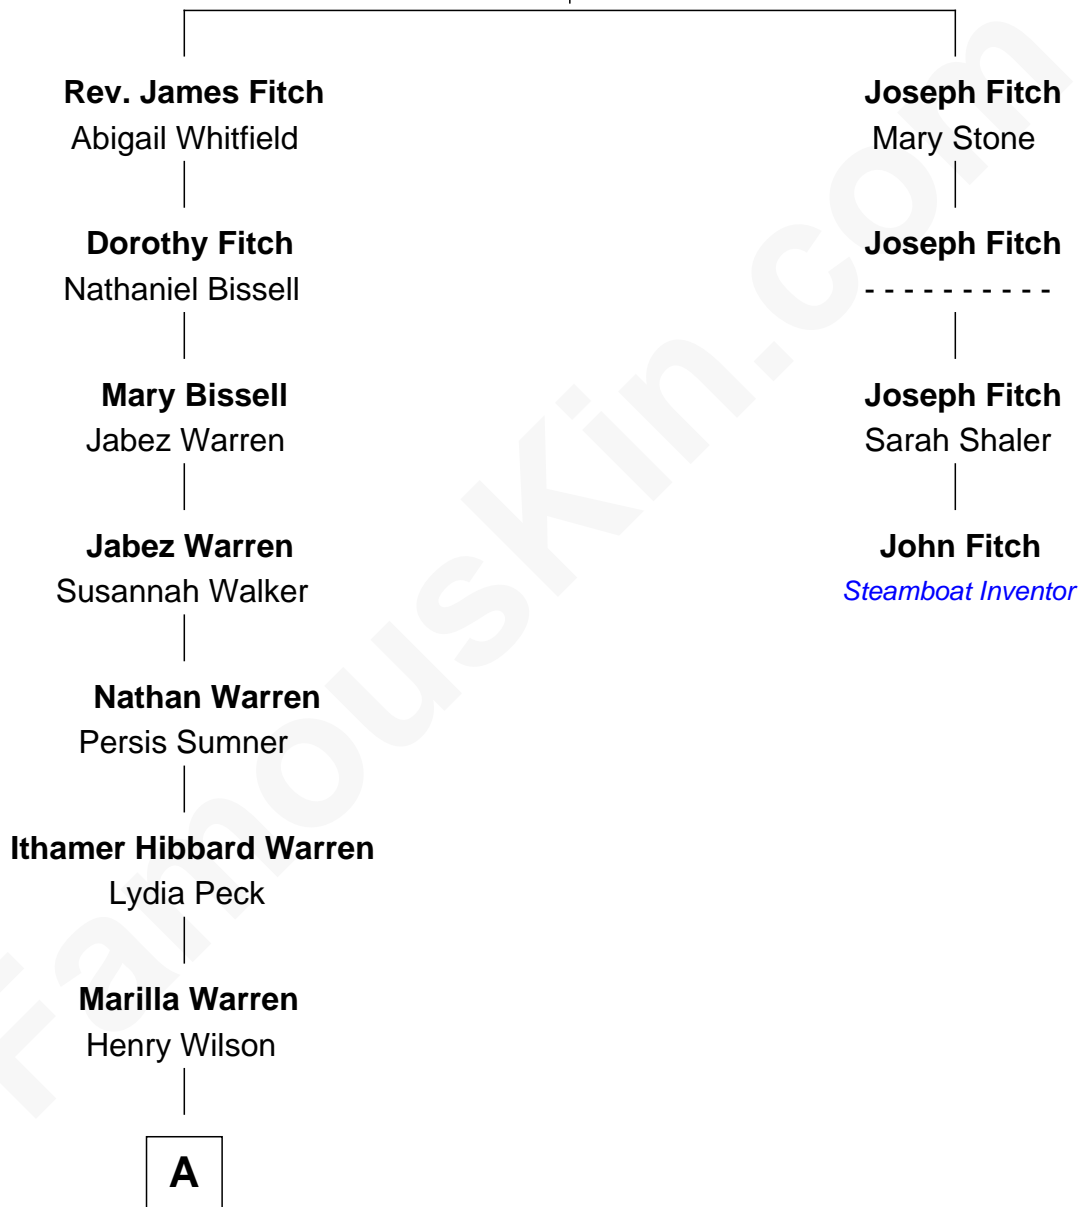 Rev. James Fitch
Abigail Whitfield
Dorothy Fitch
Nathaniel Bissell
Mary Bissell
Jabez Warren
Jabez Warren
Susannah Walker
Nathan Warren
Persis Sumner
Ithamer Hibbard Warren
Lydia Peck
Marilla Warren
Henry Wilson
A
Joseph Fitch
Mary Stone
Joseph Fitch
- - - - - - - - - -
Joseph Fitch
Sarah Shaler
John Fitch
Steamboat Inventor
FamousKin.com